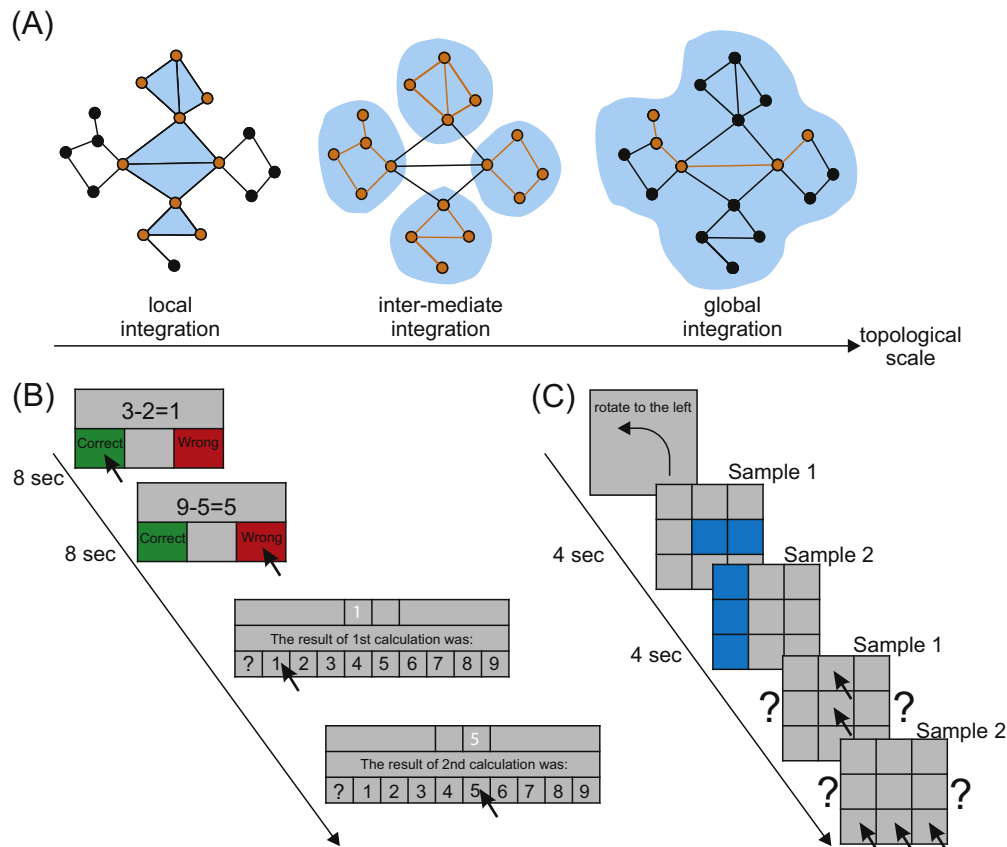 (A)
local
integration
inter-mediate
integration
global
integration
topological
scale
(B)
3-2=1
Correct
Wrong
8 sec
9-5=5
Correct
Wrong
8 sec
1
The result of 1st calculation was:
? 1 2 3 4 5 6 7 8 9
5
The result of 2nd calculation was:
? 1 2 3 4 5 6 7 8 9
(C)
rotate to the left
Sample 1
4 sec
Sample 2
4 sec
Sample 1
? ?
Sample 2
? ?